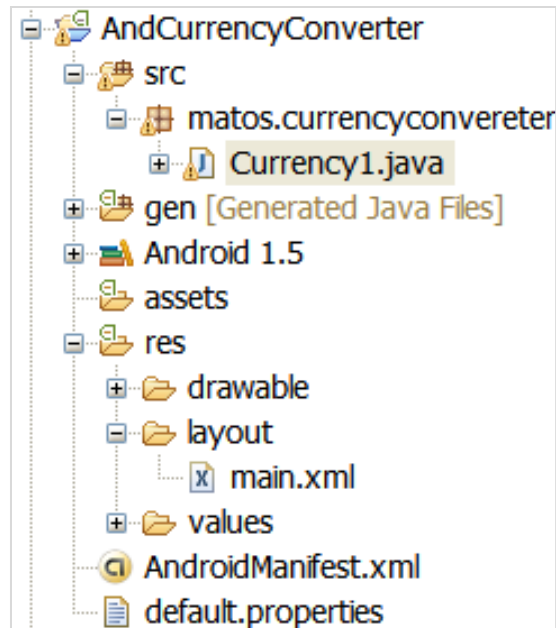 AndCurrencyConverter
src
matos.currencyconvereter
Currency1.java
gen [Generated Java Files]
Android 1.5
assets
res
drawable
layout
main.xml
values
AndroidManifest.xml
default.properties